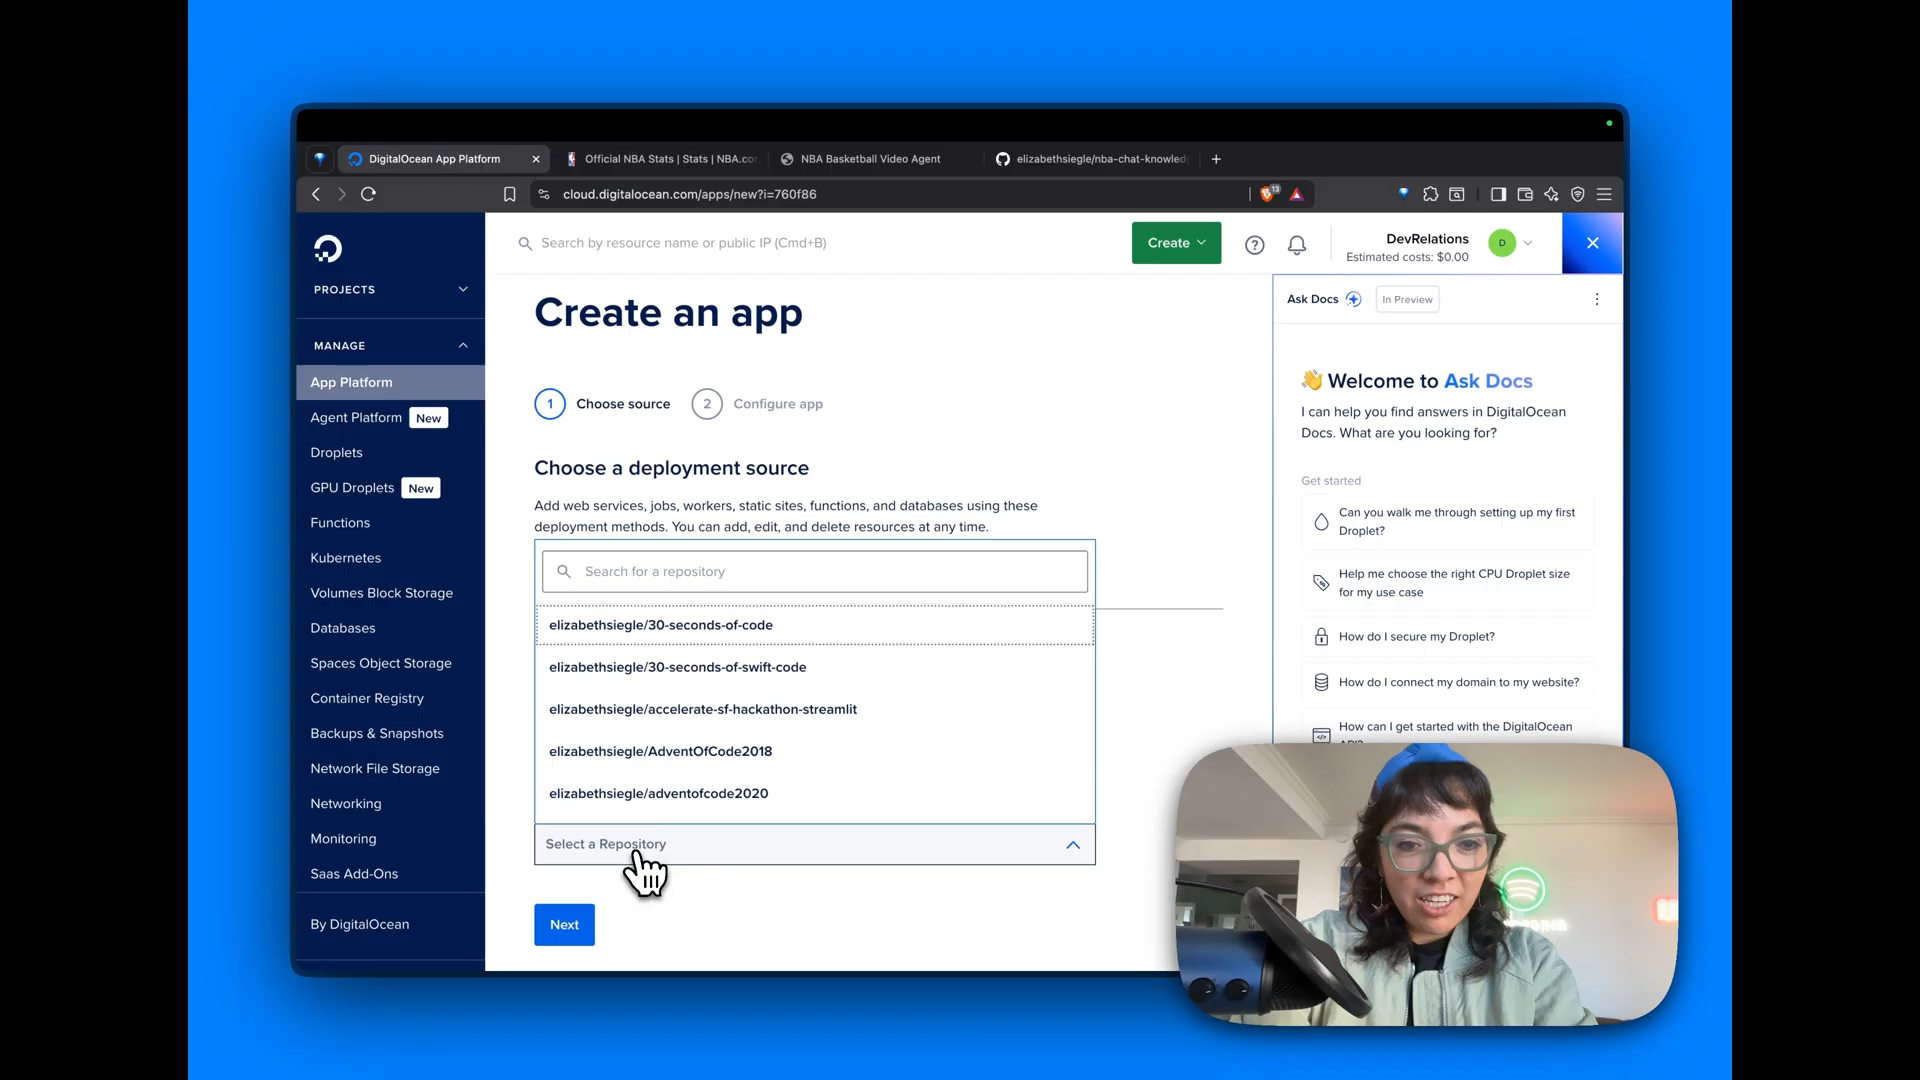 DigitalOcean App Platform
Official NBA Stats | Stats | NBA.co
NBA Basketball Video Agent
elizabethsiegle/nba-chat-knowled
cloud.digitalocean.com/apps/new?i=760f86
13
Search by resource name or public IP (Cmd+B)
Create
DevRelations
Estimated costs: $0.00
D
PROJECTS
MANAGE
App Platform
Agent Platform New
Droplets
GPU Droplets New
Functions
Kubernetes
Volumes Block Storage
Databases
Spaces Object Storage
Container Registry
Backups & Snapshots
Network File Storage
Networking
Monitoring
SaaS Add-Ons
By DigitalOcean
Create an app
1 Choose source 2 Configure app
Choose a deployment source
Add web services, jobs, workers, static sites, functions, and databases using these
deployment methods. You can add, edit, and delete resources at any time.
Search for a repository
elizabethsiegle/30-seconds-of-code
elizabethsiegle/30-seconds-of-swift-code
elizabethsiegle/accelerate-sf-hackathon-streamlit
elizabethsiegle/AdventOfCode2018
elizabethsiegle/adventofcode2020
Select a Repository
Next
Ask Docs In Preview
👋 Welcome to Ask Docs
I can help you find answers in DigitalOcean
Docs. What are you looking for?
Get started
Can you walk me through setting up my first
Droplet?
Help me choose the right CPU Droplet size
for my use case
How do I secure my Droplet?
How do I connect my domain to my website?
How can I get started with the DigitalOcean
API?